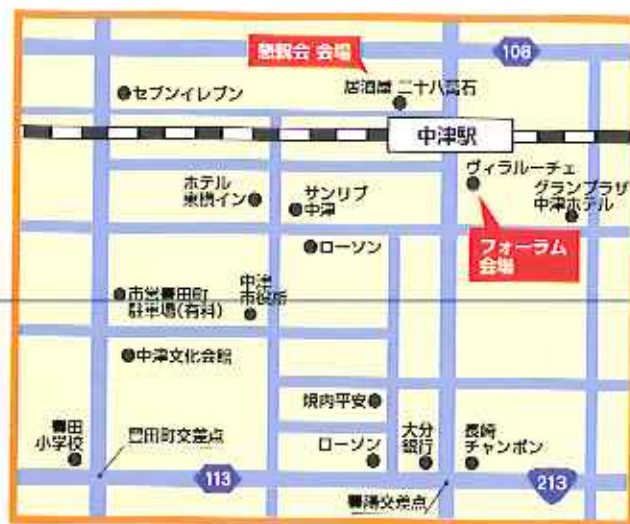 懇親会 会場
108
居酒屋 二十八萬石
セブンイレブン
中津駅
ヴィラルーチェ
ホテル
東横イン
サンリブ
中津
グランプラザ
中津ホテル
フォーラム
会場
ローソン
中津
市役所
市営豊田町
駐車場(有料)
中津文化会館
焼肉平安
豊田
小学校
豊田町交差点
ローソン
大分
銀行
長崎
チャンポン
113
213
豊陽交差点